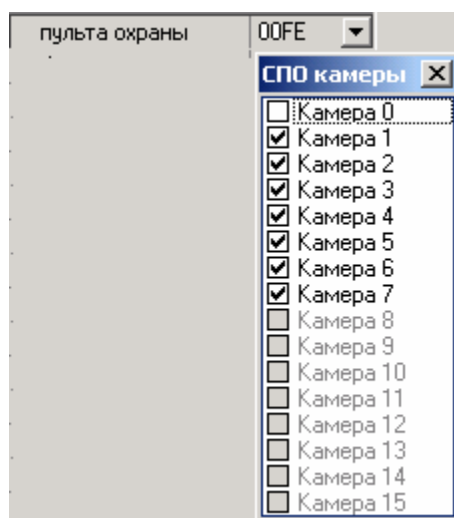 пульта охраны 00FE
СПО камеры
Камера 0
Камера 1
Камера 2
Камера 3
Камера 4
Камера 5
Камера 6
Камера 7
Камера 8
Камера 9
Камера 10
Камера 11
Камера 12
Камера 13
Камера 14
Камера 15